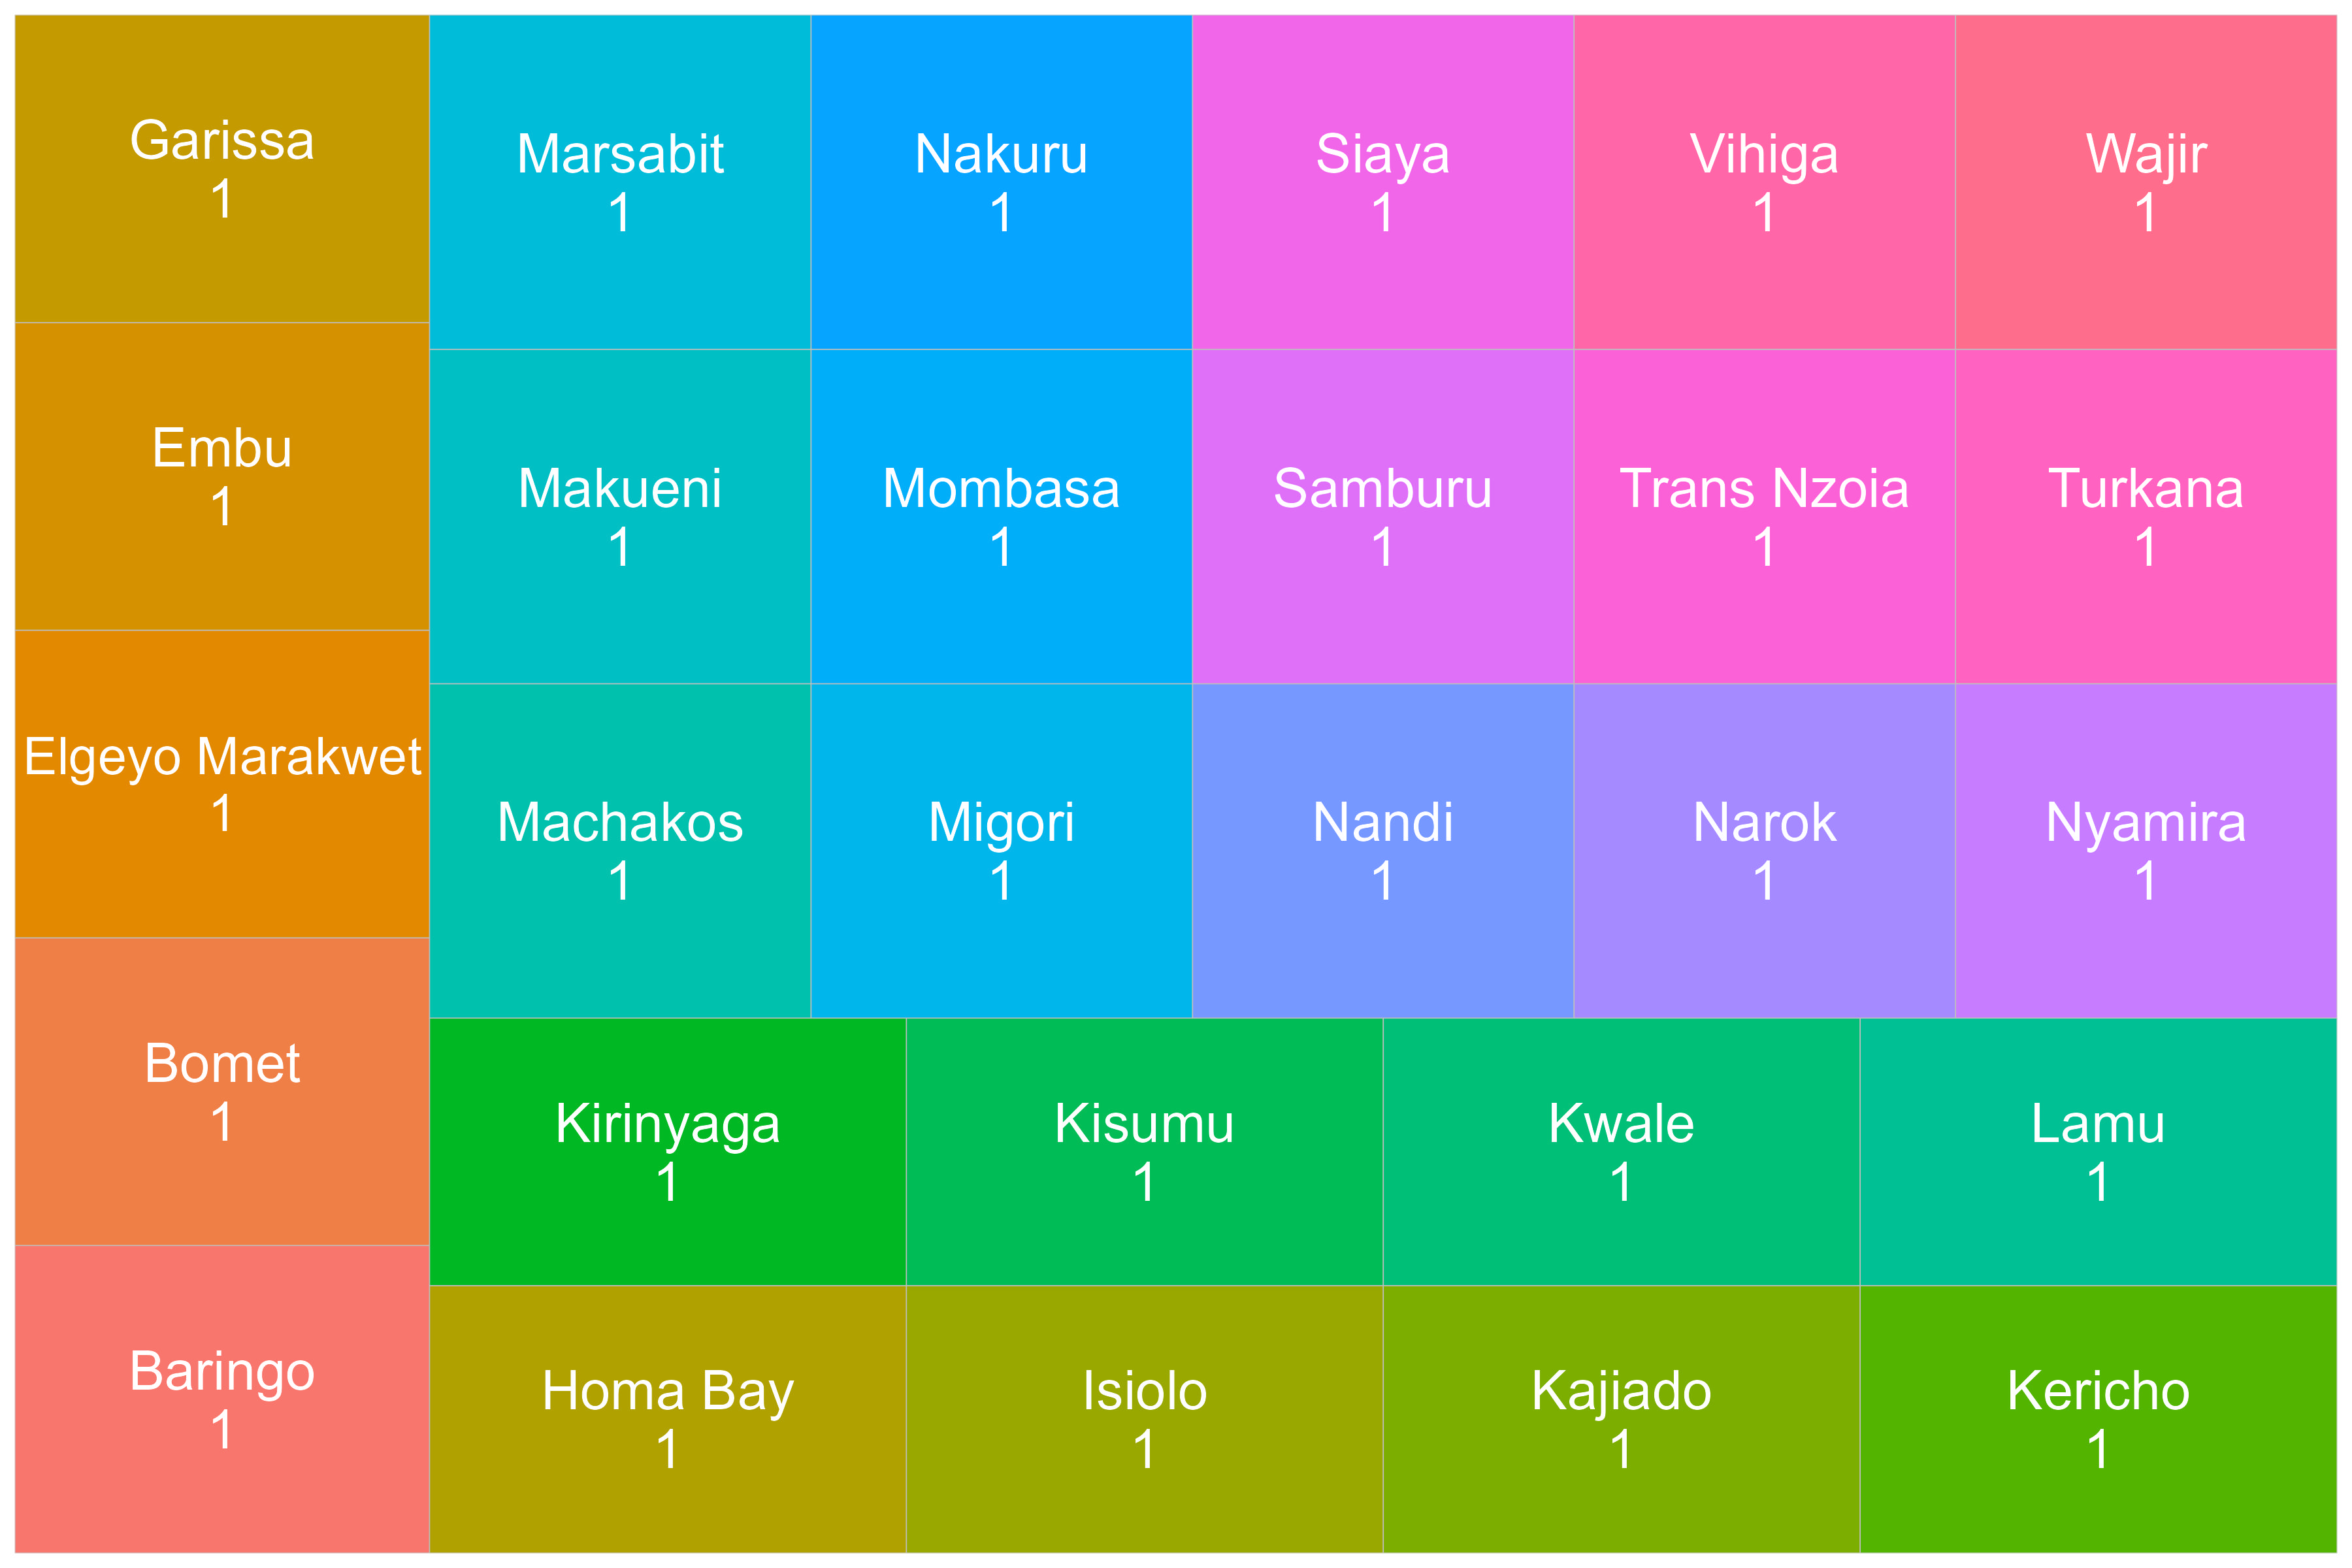 Garissa
1
Marsabit
1
Nakuru
1
Siaya
1
Vihiga
1
Wajir
1
Embu
1
Makueni
1
Mombasa
1
Samburu
1
Trans Nzoia
1
Turkana
1
Elgeyo Marakwet
1
Machakos
1
Migori
1
Nandi
1
Narok
1
Nyamira
1
Bomet
1
Kirinyaga
1
Kisumu
1
Kwale
1
Lamu
1
Baringo
1
Homa Bay
1
Isiolo
1
Kajiado
1
Kericho
1